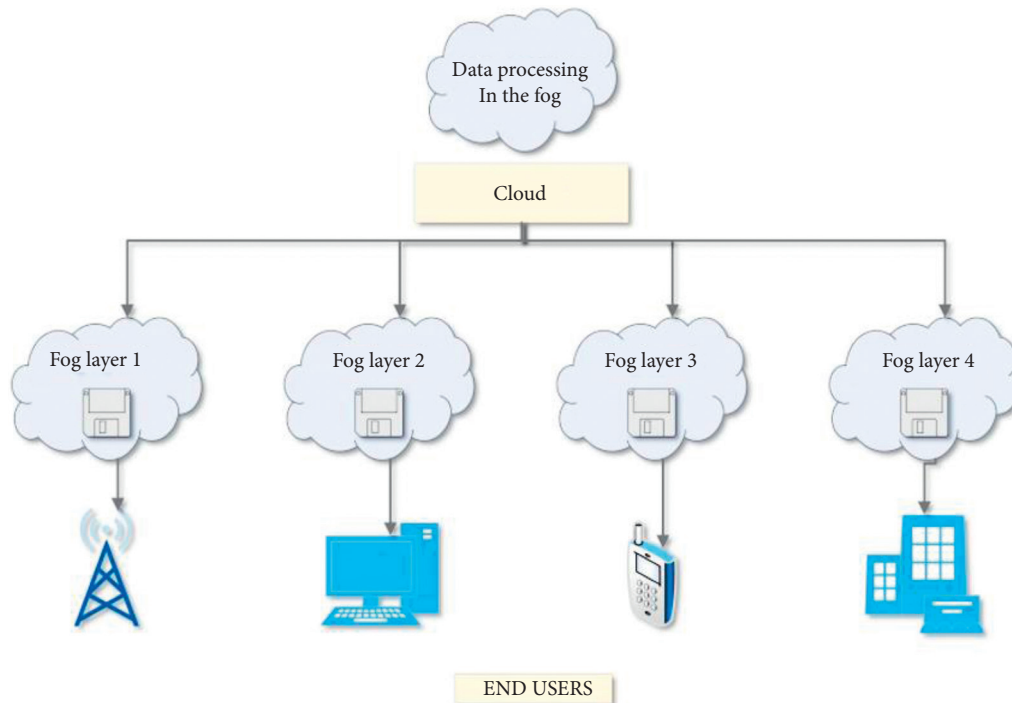 Data processing
In the fog
Cloud
Fog layer 1
Fog layer 2
Fog layer 3
Fog layer 4
END USERS